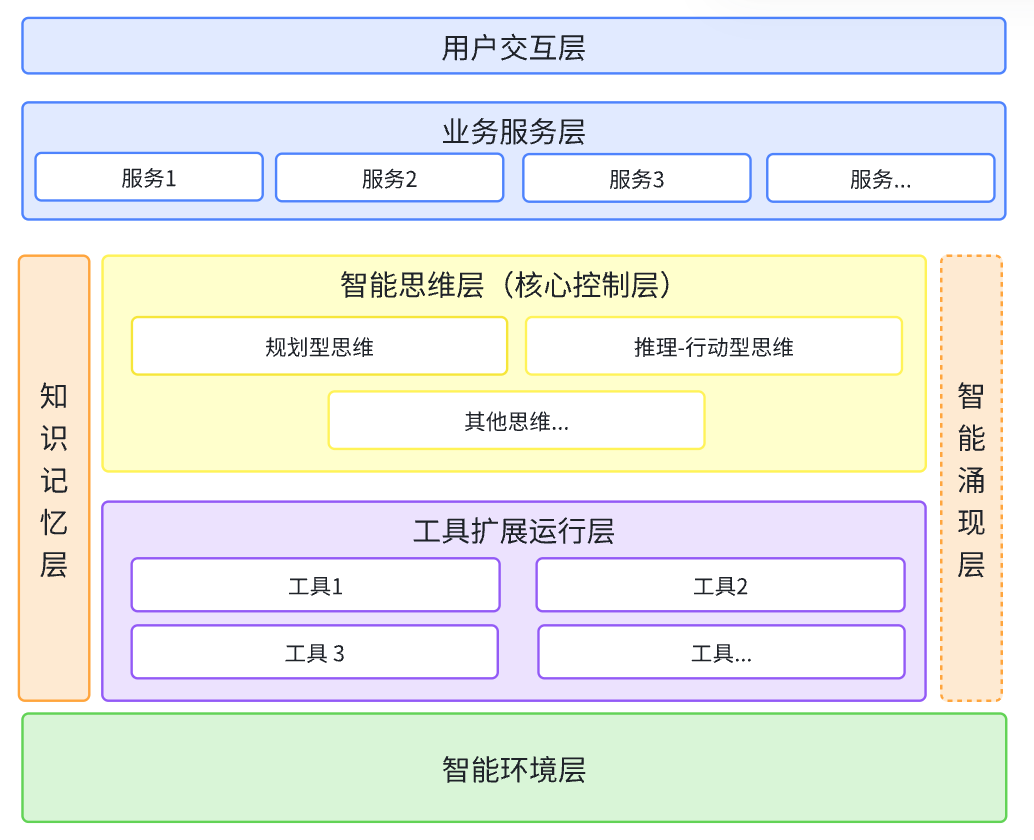 用户交互层
业务服务层
服务1
服务2
服务3
服务...
知识记忆层
智能思维层（核心控制层）
规划型思维
推理-行动型思维
其他思维...
工具扩展运行层
工具1
工具2
工具 3
工具...
智能涌现层
智能环境层